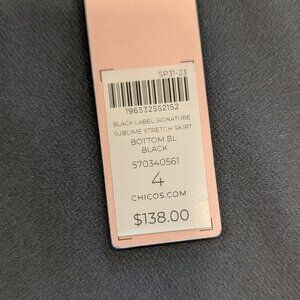 SP31-23
196532552152
BLACK LABEL SIGNATURE
SUBLIME STRETCH SKIRT
BOTTOM BL
BLACK
570340561
4
CHICOS.COM
$138.00